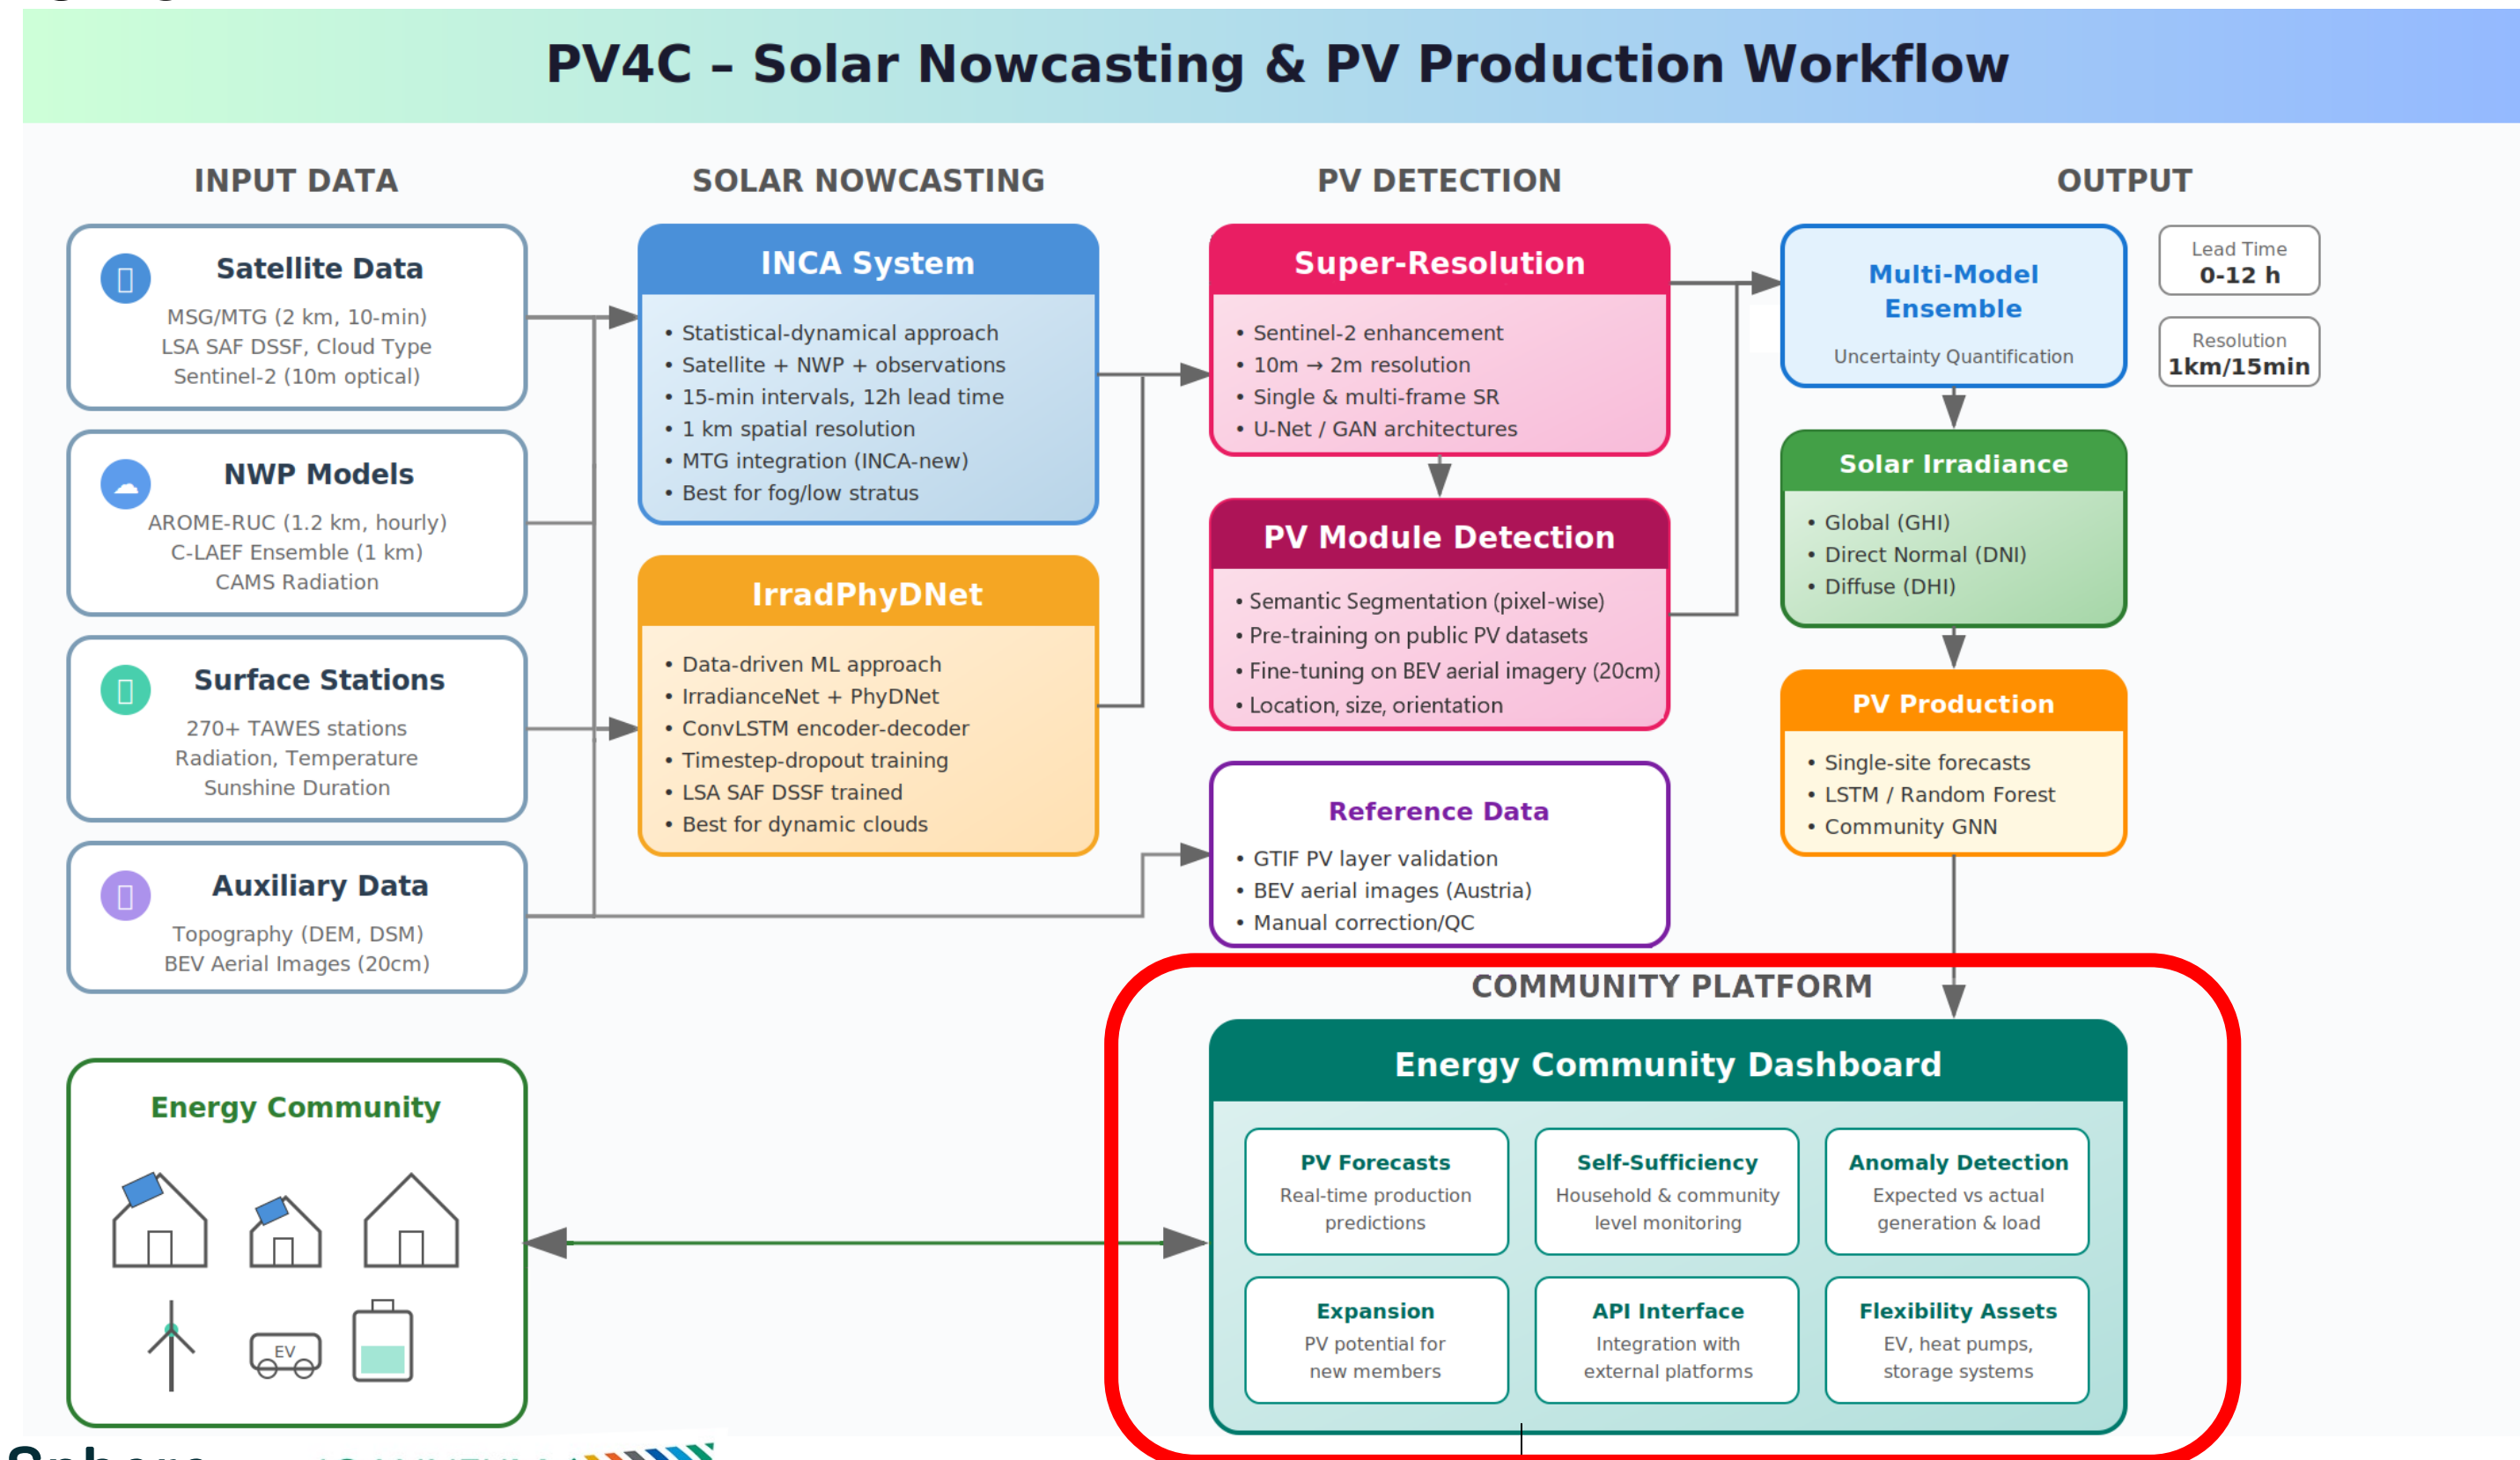 PV4C – Solar Nowcasting & PV Production Workflow
INPUT DATA
Satellite Data
MSG/MTG (2 km, 10-min)
LSA SAF DSSF, Cloud Type
Sentinel-2 (10m optical)
NWP Models
AROME-RUC (1.2 km, hourly)
C-LAEF Ensemble (1 km)
CAMS Radiation
Surface Stations
270+ TAWES stations
Radiation, Temperature
Sunshine Duration
Auxiliary Data
Topography (DEM, DSM)
BEV Aerial Images (20cm)
SOLAR NOWCASTING
INCA System
• Statistical-dynamical approach
• Satellite + NWP + observations
• 15-min intervals, 12h lead time
• 1 km spatial resolution
• MTG integration (INCA-new)
• Best for fog/low stratus
IrradPhyDNet
• Data-driven ML approach
• IrradianceNet + PhyDNet
• ConvLSTM encoder-decoder
• Timestep-dropout training
• LSA SAF DSSF trained
• Best for dynamic clouds
PV DETECTION
Super-Resolution
• Sentinel-2 enhancement
• 10m → 2m resolution
• Single & multi-frame SR
• U-Net / GAN architectures
PV Module Detection
• Semantic Segmentation (pixel-wise)
• Pre-training on public PV datasets
• Fine-tuning on BEV aerial imagery (20cm)
• Location, size, orientation
Reference Data
• GTIF PV layer validation
• BEV aerial images (Austria)
• Manual correction/QC
OUTPUT
Multi-Model
Ensemble
Uncertainty Quantification
Lead Time
0-12 h
Resolution
1km/15min
Solar Irradiance
• Global (GHI)
• Direct Normal (DNI)
• Diffuse (DHI)
PV Production
• Single-site forecasts
• LSTM / Random Forest
• Community GNN
COMMUNITY PLATFORM
Energy Community Dashboard
PV Forecasts
Real-time production
predictions
Self-Sufficiency
Household & community
level monitoring
Anomaly Detection
Expected vs actual
generation & load
Expansion
PV potential for
new members
API Interface
Integration with
external platforms
Flexibility Assets
EV, heat pumps,
storage systems
Energy Community
EV